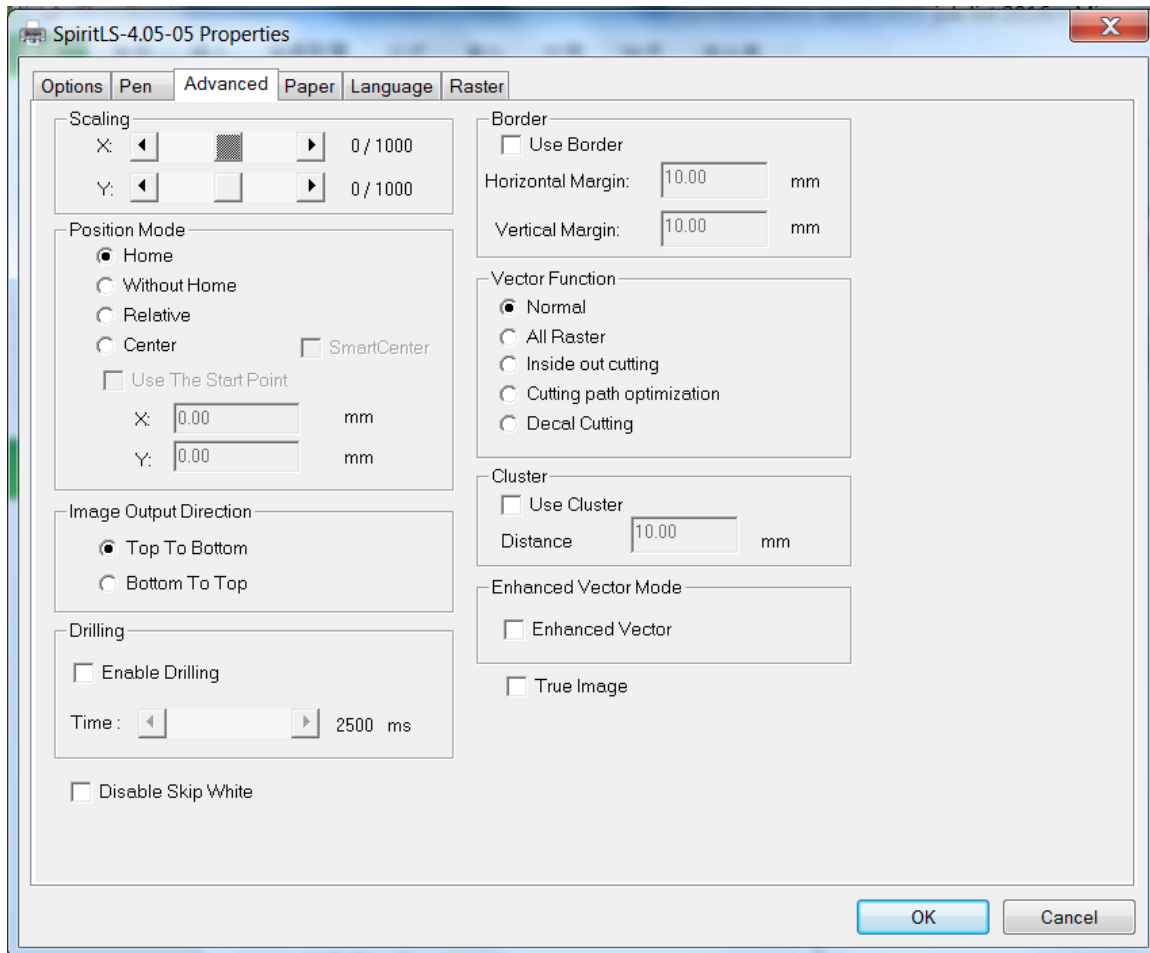 SpiritLS-4.05-05 Properties
Options Pen Advanced Paper Language Raster
Scaling
X: 0 / 1000
Y: 0 / 1000
Position Mode
Home
Without Home
Relative
Center SmartCenter
Use The Start Point
X: 0.00 mm
Y: 0.00 mm
Image Output Direction
Top To Bottom
Bottom To Top
Drilling
Enable Drilling
Time : 2500 ms
Disable Skip White
Border
Use Border
Horizontal Margin: 10.00 mm
Vertical Margin: 10.00 mm
Vector Function
Normal
All Raster
Inside out cutting
Cutting path optimization
Decal Cutting
Cluster
Use Cluster
Distance 10.00 mm
Enhanced Vector Mode
Enhanced Vector
True Image
OK Cancel